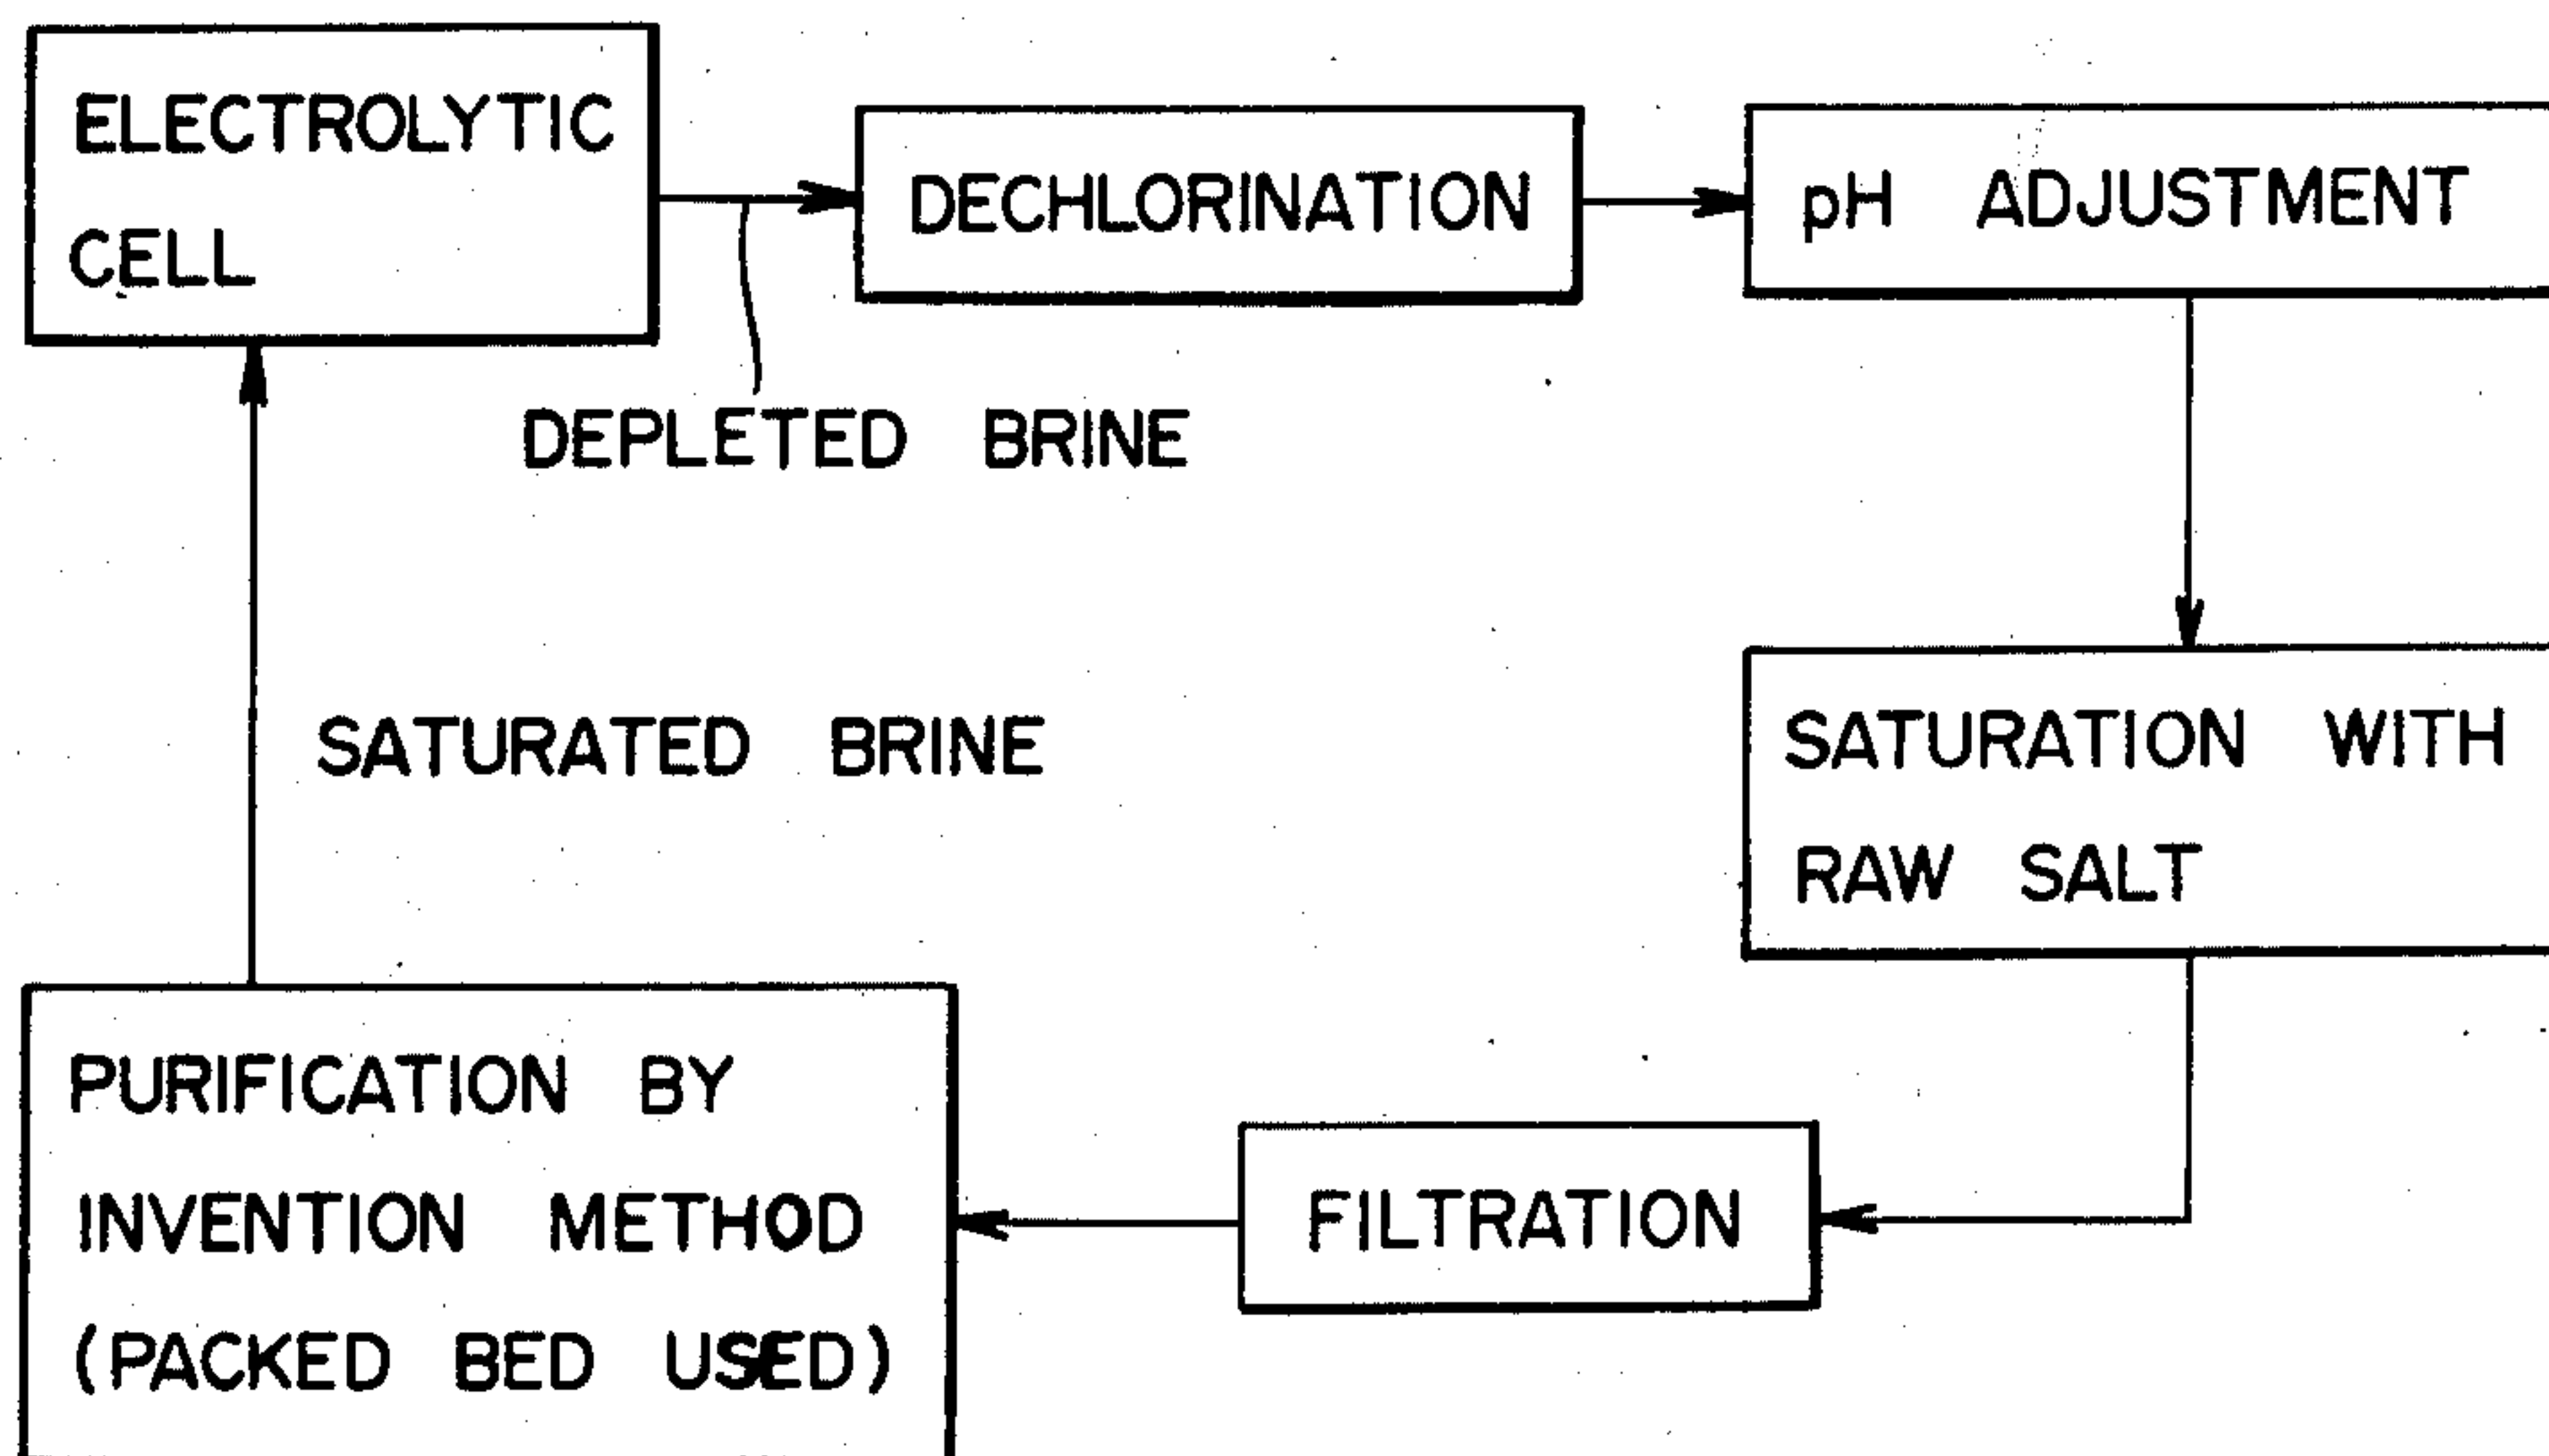 ELECTROLYTIC
CELL
DECHLORINATION
pH ADJUSTMENT
DEPLETED BRINE
SATURATED BRINE
SATURATION WITH
RAW SALT
PURIFICATION BY
INVENTION METHOD
(PACKED BED USED)
FILTRATION